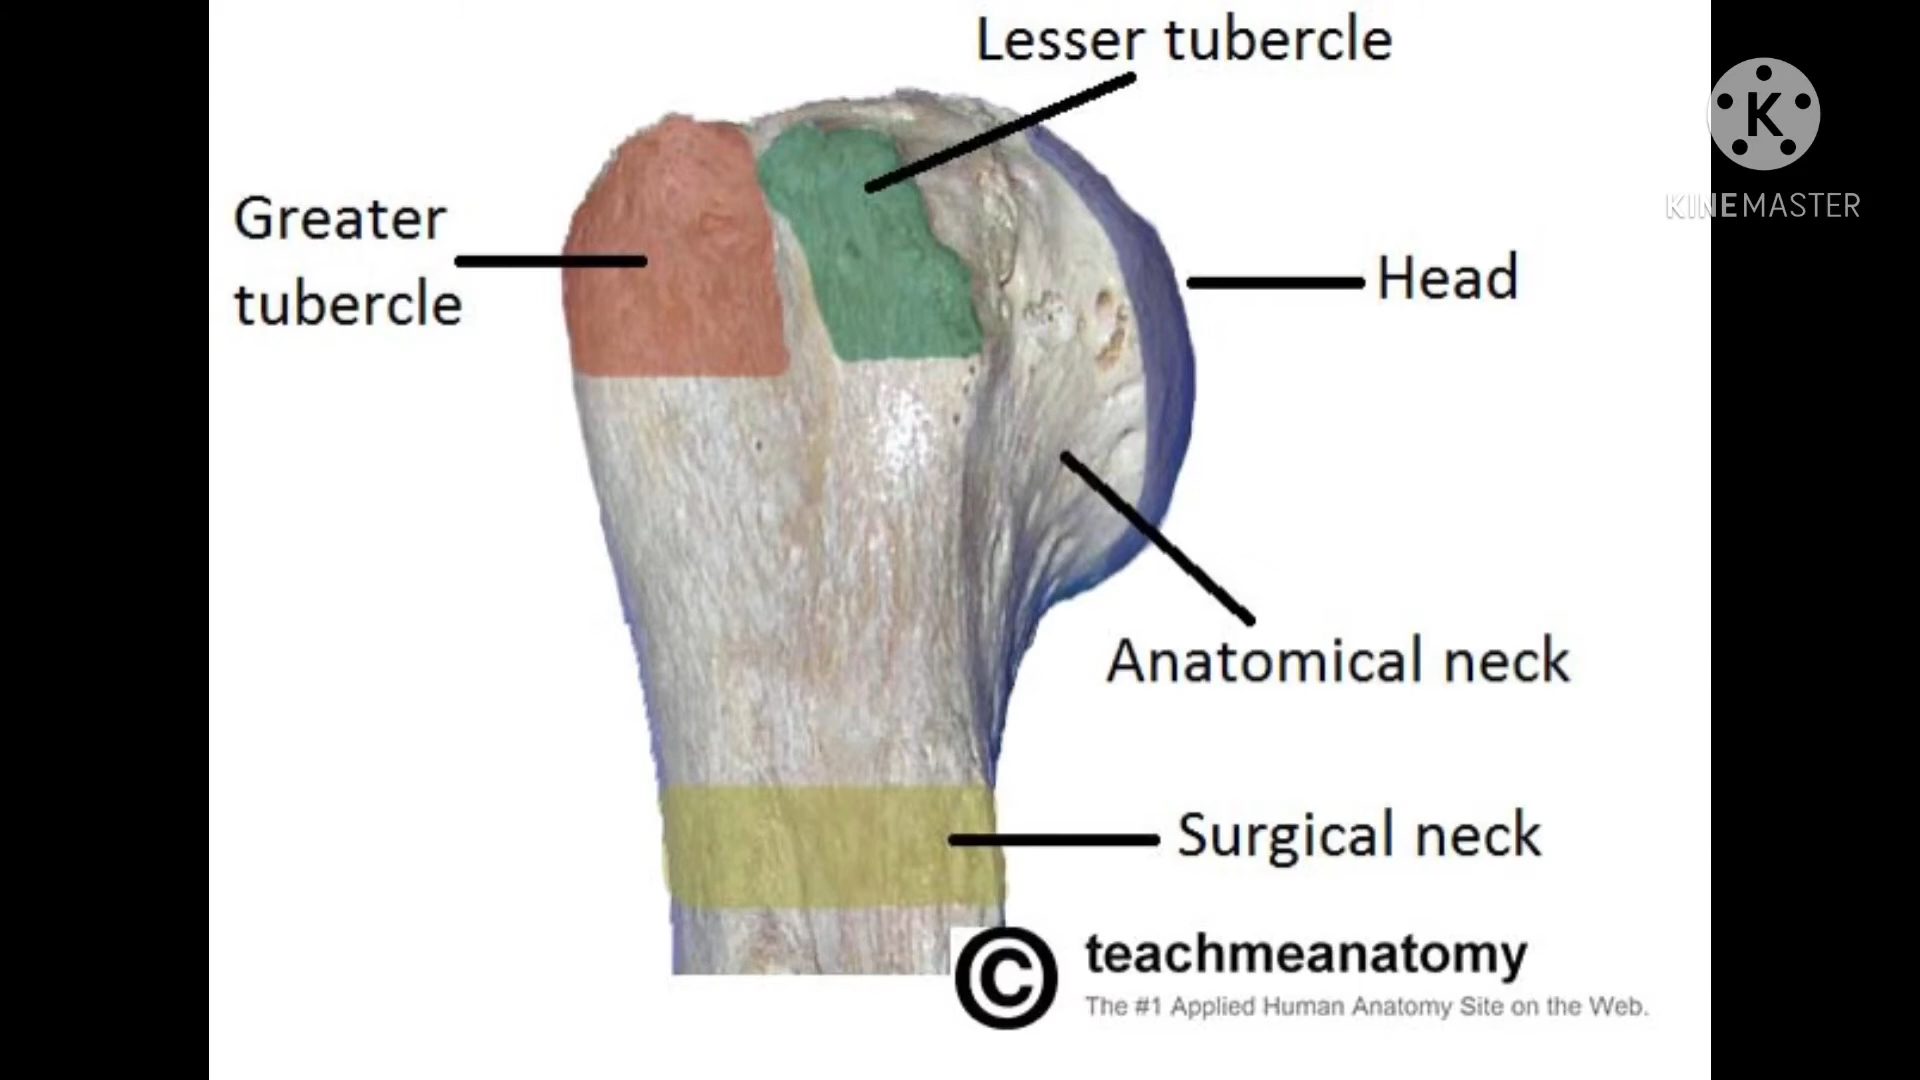 Lesser tubercle
Greater
tubercle
Head
Anatomical neck
Surgical neck
© teachmeanatomy
The #1 Applied Human Anatomy Site on the Web.
K
KINEMASTER